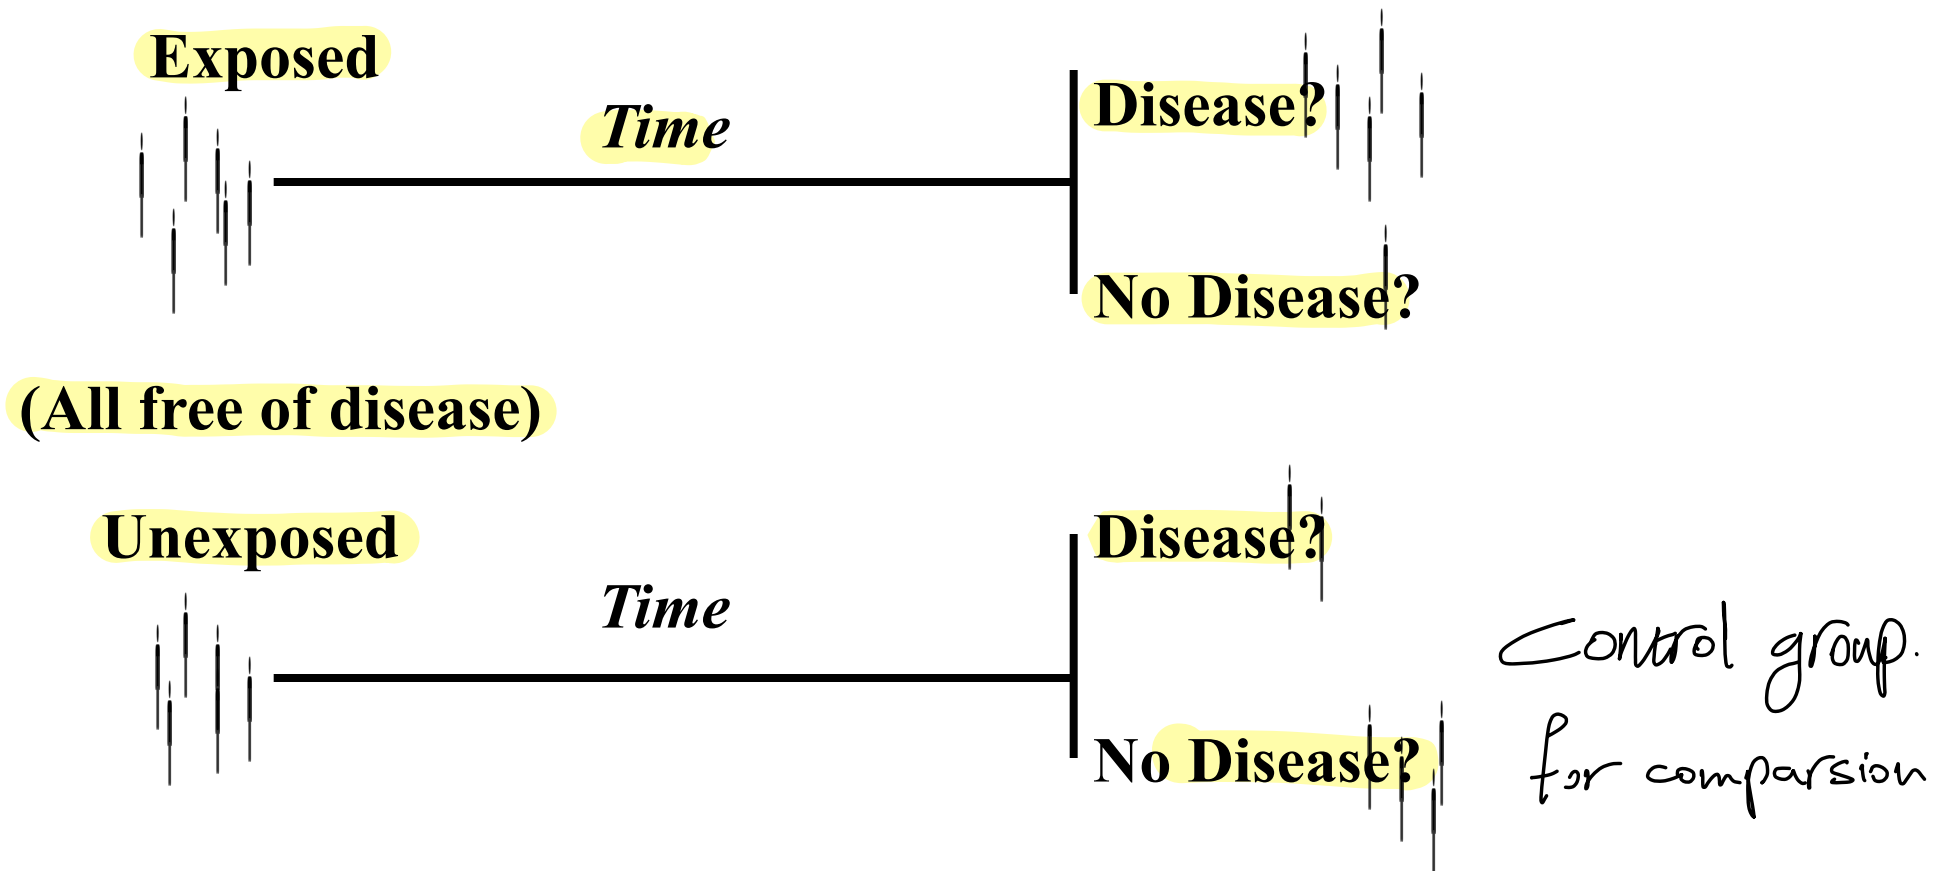 Exposed
Time
Disease?
No Disease?
(All free of disease)
Unexposed
Time
Disease?
No Disease?
Control group.
for comparsion